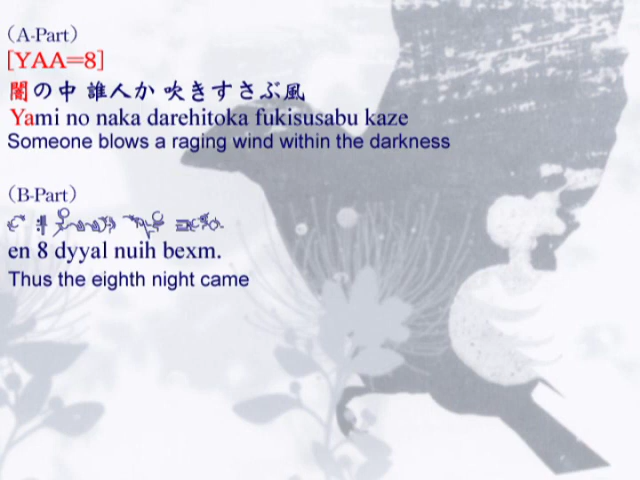 （A-Part）
[YAA=8]
闇の中 誰人か 吹きすさぶ風
Yami no naka darehitoka fukisusabu kaze
Someone blows a raging wind within the darkness
（B-Part）
en 8 dyyal nuih bexm.
Thus the eighth night came